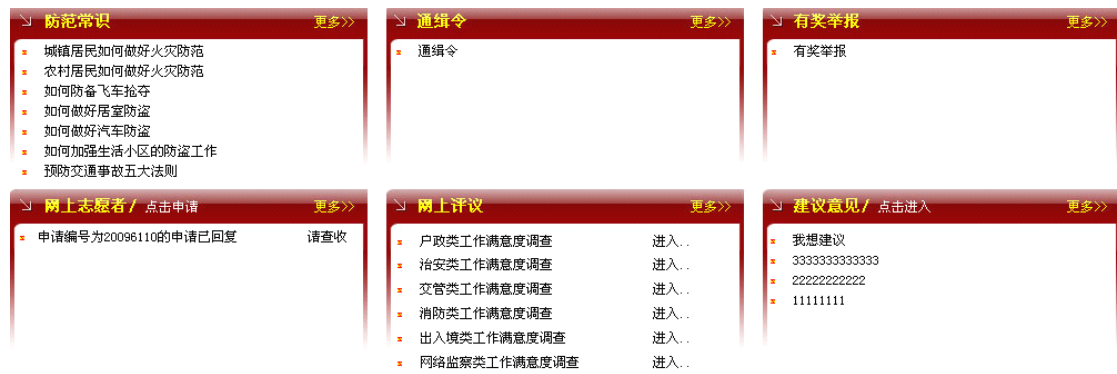 防范常识 更多>>
城镇居民如何做好火灾防范
农村居民如何做好火灾防范
如何防备飞车抢夺
如何做好居室防盗
如何做好汽车防盗
如何加强生活小区的防盗工作
预防交通事故五大法则
通缉令 更多>>
通缉令
有奖举报 更多>>
有奖举报
网上志愿者/ 点击申请 更多>>
申请编号为20096110的申请已回复 请查收
网上评议 更多>>
户政类工作满意度调查 进入..
治安类工作满意度调查 进入..
交管类工作满意度调查 进入..
消防类工作满意度调查 进入..
出入境类工作满意度调查 进入..
网络监察类工作满意度调查 进入..
建议意见/ 点击进入 更多>>
我想建议
3333333333333
22222222222
11111111